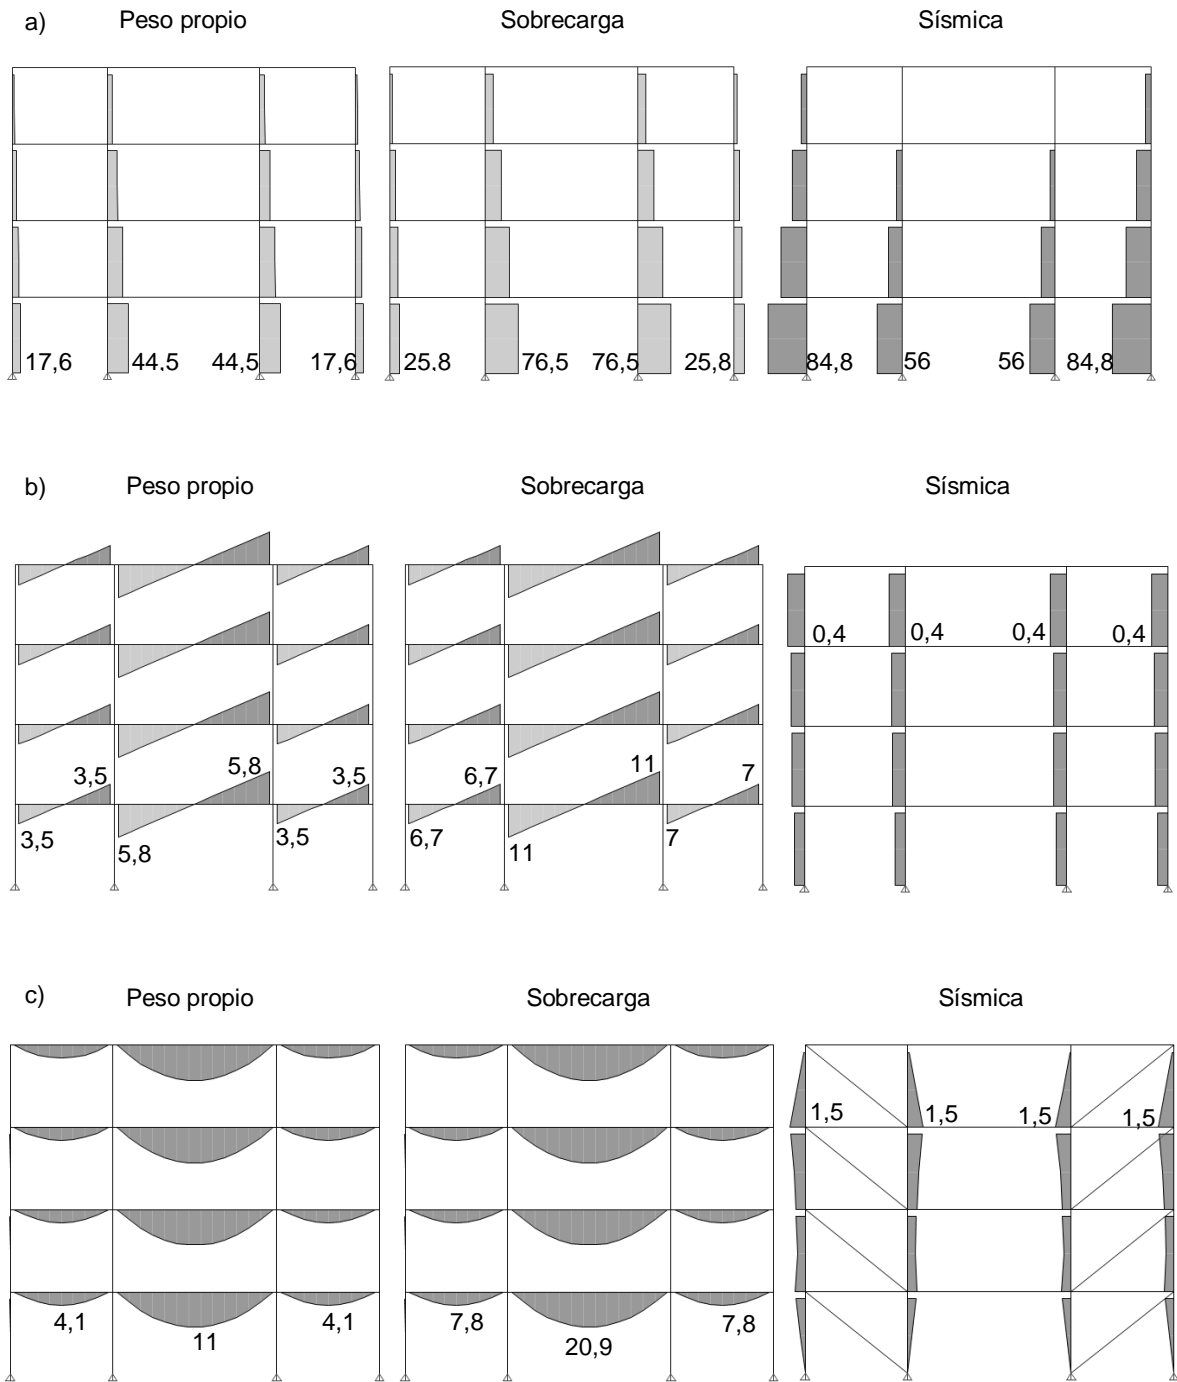 a) Peso propio Sobrecarga Sísmica
17,6 44.5 44,5 17,6 25,8 76,5 76,5 25,8 84,8 56 56 84,8
b) Peso propio Sobrecarga Sísmica
0,4 0,4 0,4 0,4
3,5 5,8 3,5 6,7 11 7
3,5 5,8 3,5 6,7 11 7
c) Peso propio Sobrecarga Sísmica
1,5 1,5 1,5 1,5
4,1 11 4,1 7,8 20,9 7,8